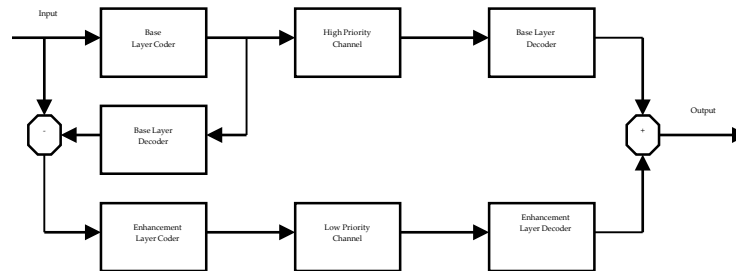 Input
Base
Layer Coder
High Priority
Channel
Base Layer
Decoder
Output
-
Base Layer
Decoder
+
Enhancement
Layer Coder
Low Priority
Channel
Enhancement
Layer Decoder